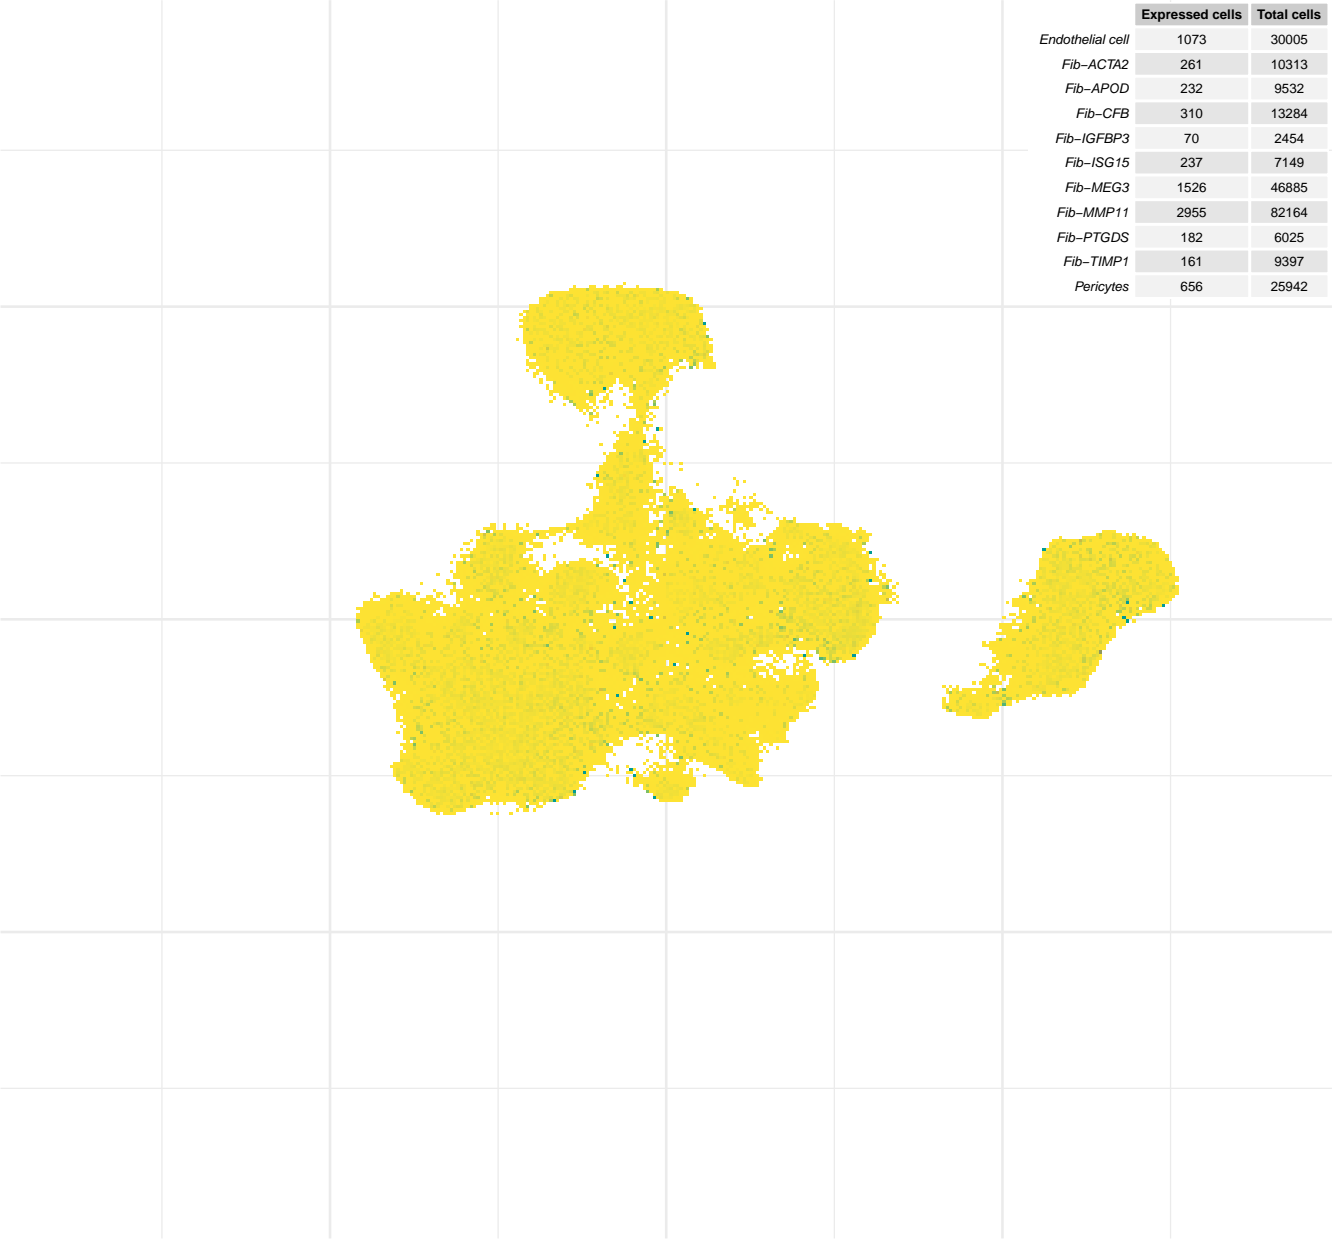 Expressed cells Total cells
Endothelial cell 1073 30005
Fib−ACTA2 261 10313
Fib−APOD 232 9532
Fib−CFB 310 13284
Fib−IGFBP3 70 2454
Fib−ISG15 237 7149
Fib−MEG3 1526 46885
Fib−MMP11 2955 82164
Fib−PTGDS 182 6025
Fib−TIMP1 161 9397
Pericytes 656 25942